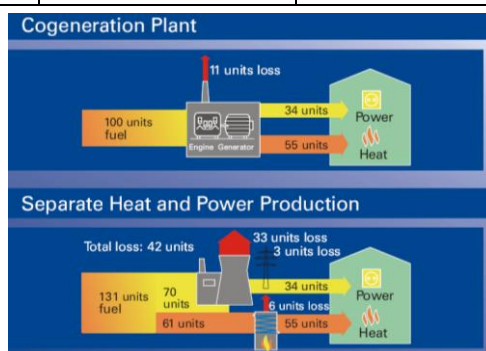 Cogeneration Plant
11 units loss
100 units
fuel
Engine Generator
34 units
55 units
Power
Heat
Separate Heat and Power Production
Total loss: 42 units
33 units loss
3 units loss
131 units
fuel
70
units
61 units
6 units loss
34 units
55 units
Power
Heat